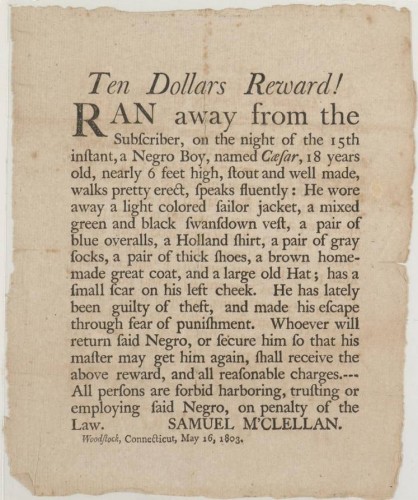 Ten Dollars Reward!
RAN away from the
Subſcriber, on the night of the 15th
inſtant, a Negro Boy, named Cæſar, 18 years
old, nearly 6 feet high, ſtout and well made,
walks pretty erect, ſpeaks fluently: He wore
away a light colored ſailor jacket, a mixed
green and black ſwanſdown veſt, a pair of
blue overalls, a Holland ſhirt, a pair of gray
ſocks, a pair of thick ſhoes, a brown home-
made great coat, and a large old Hat; has a
ſmall ſcar on his left cheek. He has lately
been guilty of theft, and made his eſcape
through fear of puniſhment. Whoever will
return ſaid Negro, or ſecure him ſo that his
maſter may get him again, ſhall receive the
above reward, and all reaſonable charges.---
All perſons are forbid harboring, truſting or
employing ſaid Negro, on penalty of the
Law. SAMUEL M'CLELLAN.
Woodſtock, Connecticut, May 16, 1803.